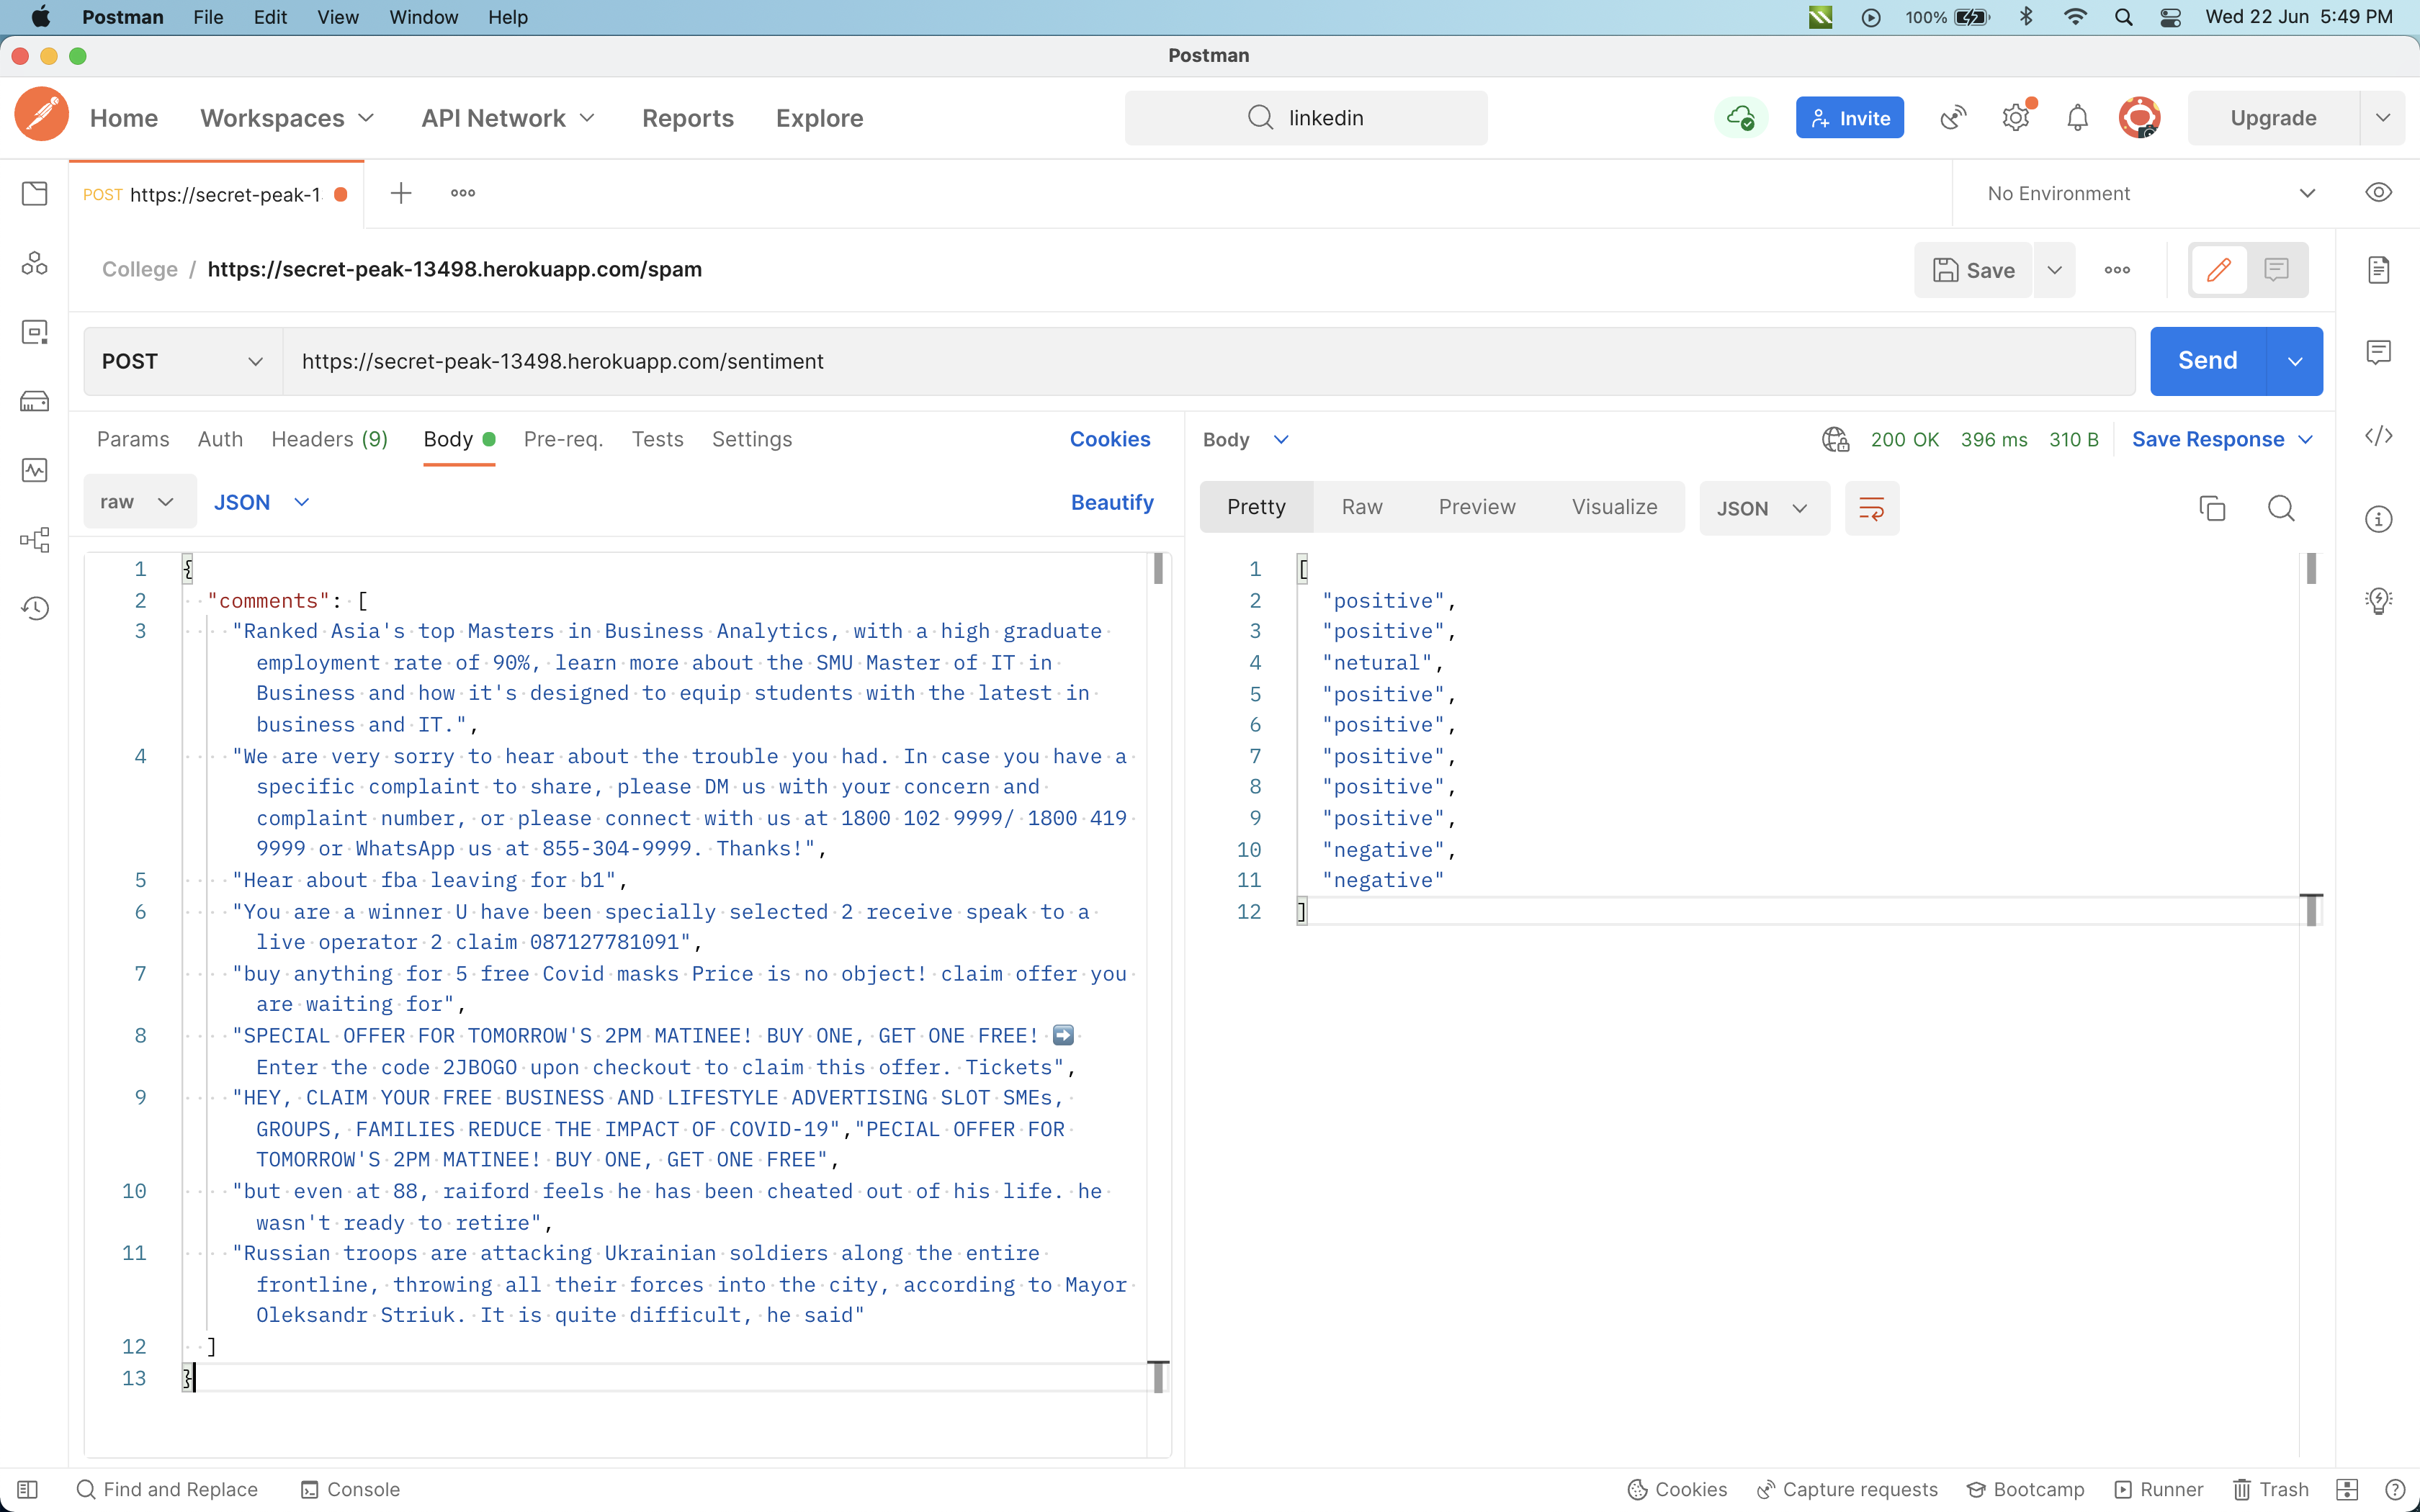 Postman File Edit View Window Help 100% Wed 22 Jun 5:49 PM
Postman
Home Workspaces API Network Reports Explore linkedin Invite Upgrade
POST https://secret-peak-1 No Environment
College / https://secret-peak-13498.herokuapp.com/spam Save
POST https://secret-peak-13498.herokuapp.com/sentiment Send
Params Auth Headers (9) Body Pre-req. Tests Settings Cookies
raw JSON Beautify
1 {
2 "comments": [
3 "Ranked Asia's top Masters in Business Analytics, with a high graduate
employment rate of 90%, learn more about the SMU Master of IT in
Business and how it's designed to equip students with the latest in
business and IT.",
4 "We are very sorry to hear about the trouble you had. In case you have a
specific complaint to share, please DM us with your concern and
complaint number, or please connect with us at 1800 102 9999/ 1800 419
9999 or WhatsApp us at 855-304-9999. Thanks!",
5 "Hear about fba leaving for b1",
6 "You are a winner U have been specially selected 2 receive speak to a
live operator 2 claim 087127781091",
7 "buy anything for 5 free Covid masks Price is no object! claim offer you
are waiting for",
8 "SPECIAL OFFER FOR TOMORROW'S 2PM MATINEE! BUY ONE, GET ONE FREE! ➡️
Enter the code 2JBOGO upon checkout to claim this offer. Tickets",
9 "HEY, CLAIM YOUR FREE BUSINESS AND LIFESTYLE ADVERTISING SLOT SMEs,
GROUPS, FAMILIES REDUCE THE IMPACT OF COVID-19","PECIAL OFFER FOR
TOMORROW'S 2PM MATINEE! BUY ONE, GET ONE FREE",
10 "but even at 88, raiford feels he has been cheated out of his life. he
wasn't ready to retire",
11 "Russian troops are attacking Ukrainian soldiers along the entire
frontline, throwing all their forces into the city, according to Mayor
Oleksandr Striuk. It is quite difficult, he said"
12 ]
13 }
Body 200 OK 396 ms 310 B Save Response
Pretty Raw Preview Visualize JSON
1 [
2 "positive",
3 "positive",
4 "netural",
5 "positive",
6 "positive",
7 "positive",
8 "positive",
9 "positive",
10 "negative",
11 "negative"
12 ]
Find and Replace Console Cookies Capture requests Bootcamp Runner Trash